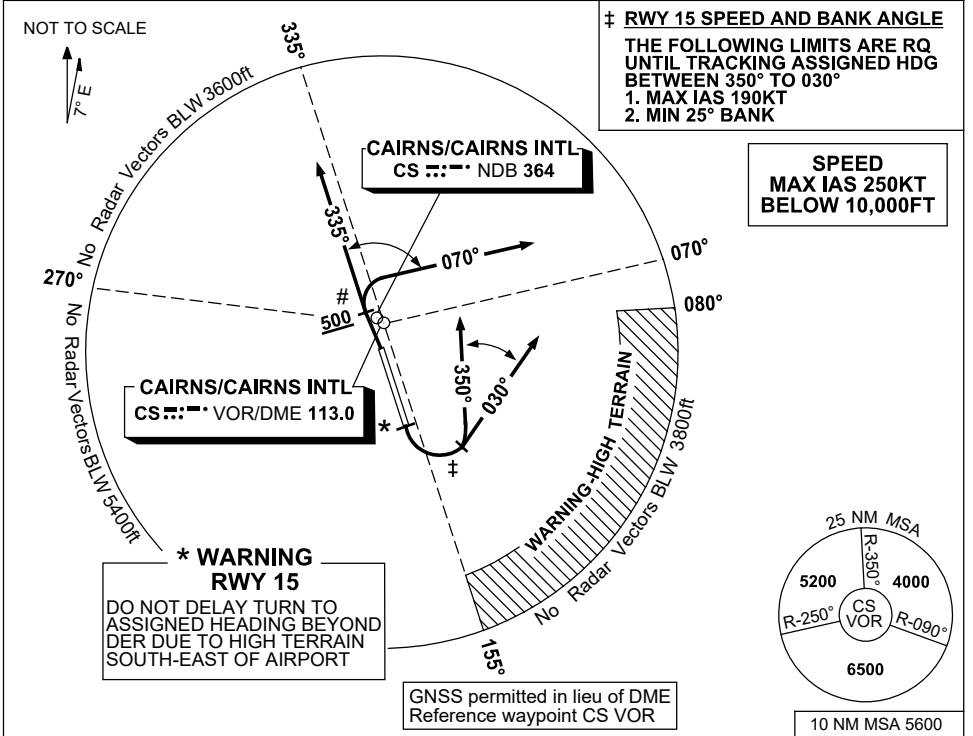 NOT TO SCALE
7° E
‡ RWY 15 SPEED AND BANK ANGLE
THE FOLLOWING LIMITS ARE RQ
UNTIL TRACKING ASSIGNED HDG
BETWEEN 350° TO 030°
1. MAX IAS 190KT
2. MIN 25° BANK
SPEED
MAX IAS 250KT
BELOW 10,000FT
335°
No Radar Vectors BLW 3600ft
CAIRNS/CAIRNS INTL
CS NDB 364
335°
070°
070°
270°
#
500
080°
No Radar Vectors BLW 5400ft
CAIRNS/CAIRNS INTL
CS VOR/DME 113.0
350°
030°
*
‡
WARNING-HIGH TERRAIN
No Radar Vectors BLW 3800ft
155°
* WARNING
RWY 15
DO NOT DELAY TURN TO
ASSIGNED HEADING BEYOND
DER DUE TO HIGH TERRAIN
SOUTH-EAST OF AIRPORT
GNSS permitted in lieu of DME
Reference waypoint CS VOR
25 NM MSA
R-350°
5200
4000
R-250°
CS
VOR
R-090°
6500
10 NM MSA 5600